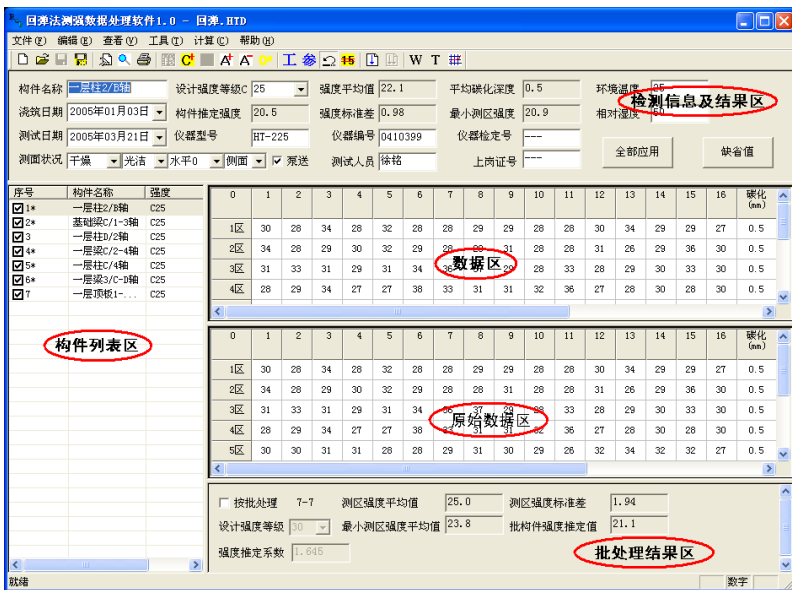 回弹法测强数据处理软件1.0 - 回弹.HTD
文件(F) 编辑(E) 查看(V) 工具(T) 计算(C) 帮助(H)
工 参 W T
构件名称 一层柱2/B轴 设计强度等级C 25 强度平均值 22.1 平均碳化深度 0.5 环境温度
浇筑日期 2005年01月03日 构件推定强度 20.5 强度标准差 0.98 最小测区强度 20.9 相对湿度
检测信息及结果区
测试日期 2005年03月21日 仪器型号 HT-225 仪器编号 0410399 仪器检定号 ---
测面状况 干燥 光洁 水平0 侧面 泵送 测试人员 徐铭 上岗证号 --- 全部应用 缺省值
序号 构件名称 强度
1* 一层柱2/B轴 C25
2* 基础梁C/1-3轴 C25
3 一层柱D/2轴 C25
4* 一层梁C/2-4轴 C25
5* 一层柱C/4轴 C25
6* 一层梁3/C-D轴 C25
7 一层顶板1-... C25
构件列表区
0 1 2 3 4 5 6 7 8 9 10 11 12 13 14 15 16 碳化(mm)
1区 30 28 34 28 32 28 28 29 29 28 28 30 34 29 29 27 0.5
2区 34 28 29 30 32 29 28 31 28 28 31 26 29 36 30 0.5
3区 31 33 31 29 31 34 28 33 28 29 30 33 30 0.5
数据区
4区 28 29 34 27 27 38 33 31 31 32 36 27 28 30 28 30 0.5
0 1 2 3 4 5 6 7 8 9 10 11 12 13 14 15 16 碳化(mm)
1区 30 28 34 28 32 28 28 29 29 28 28 30 34 29 29 27 0.5
2区 34 28 29 30 32 29 28 28 31 28 28 31 26 29 36 30 0.5
3区 31 33 31 29 31 34 37 29 33 28 29 30 33 30 0.5
原始数据区
4区 28 29 34 27 27 38 31 31 36 27 28 30 28 30 0.5
5区 30 30 31 31 28 28 29 31 30 29 26 32 34 32 32 27 0.5
按批处理 7-7 测区强度平均值 25.0 测区强度标准差 1.94
设计强度等级 30 最小测区强度平均值 23.8 批构件强度推定值 21.1
强度推定系数 1.645
批处理结果区
就绪 数字